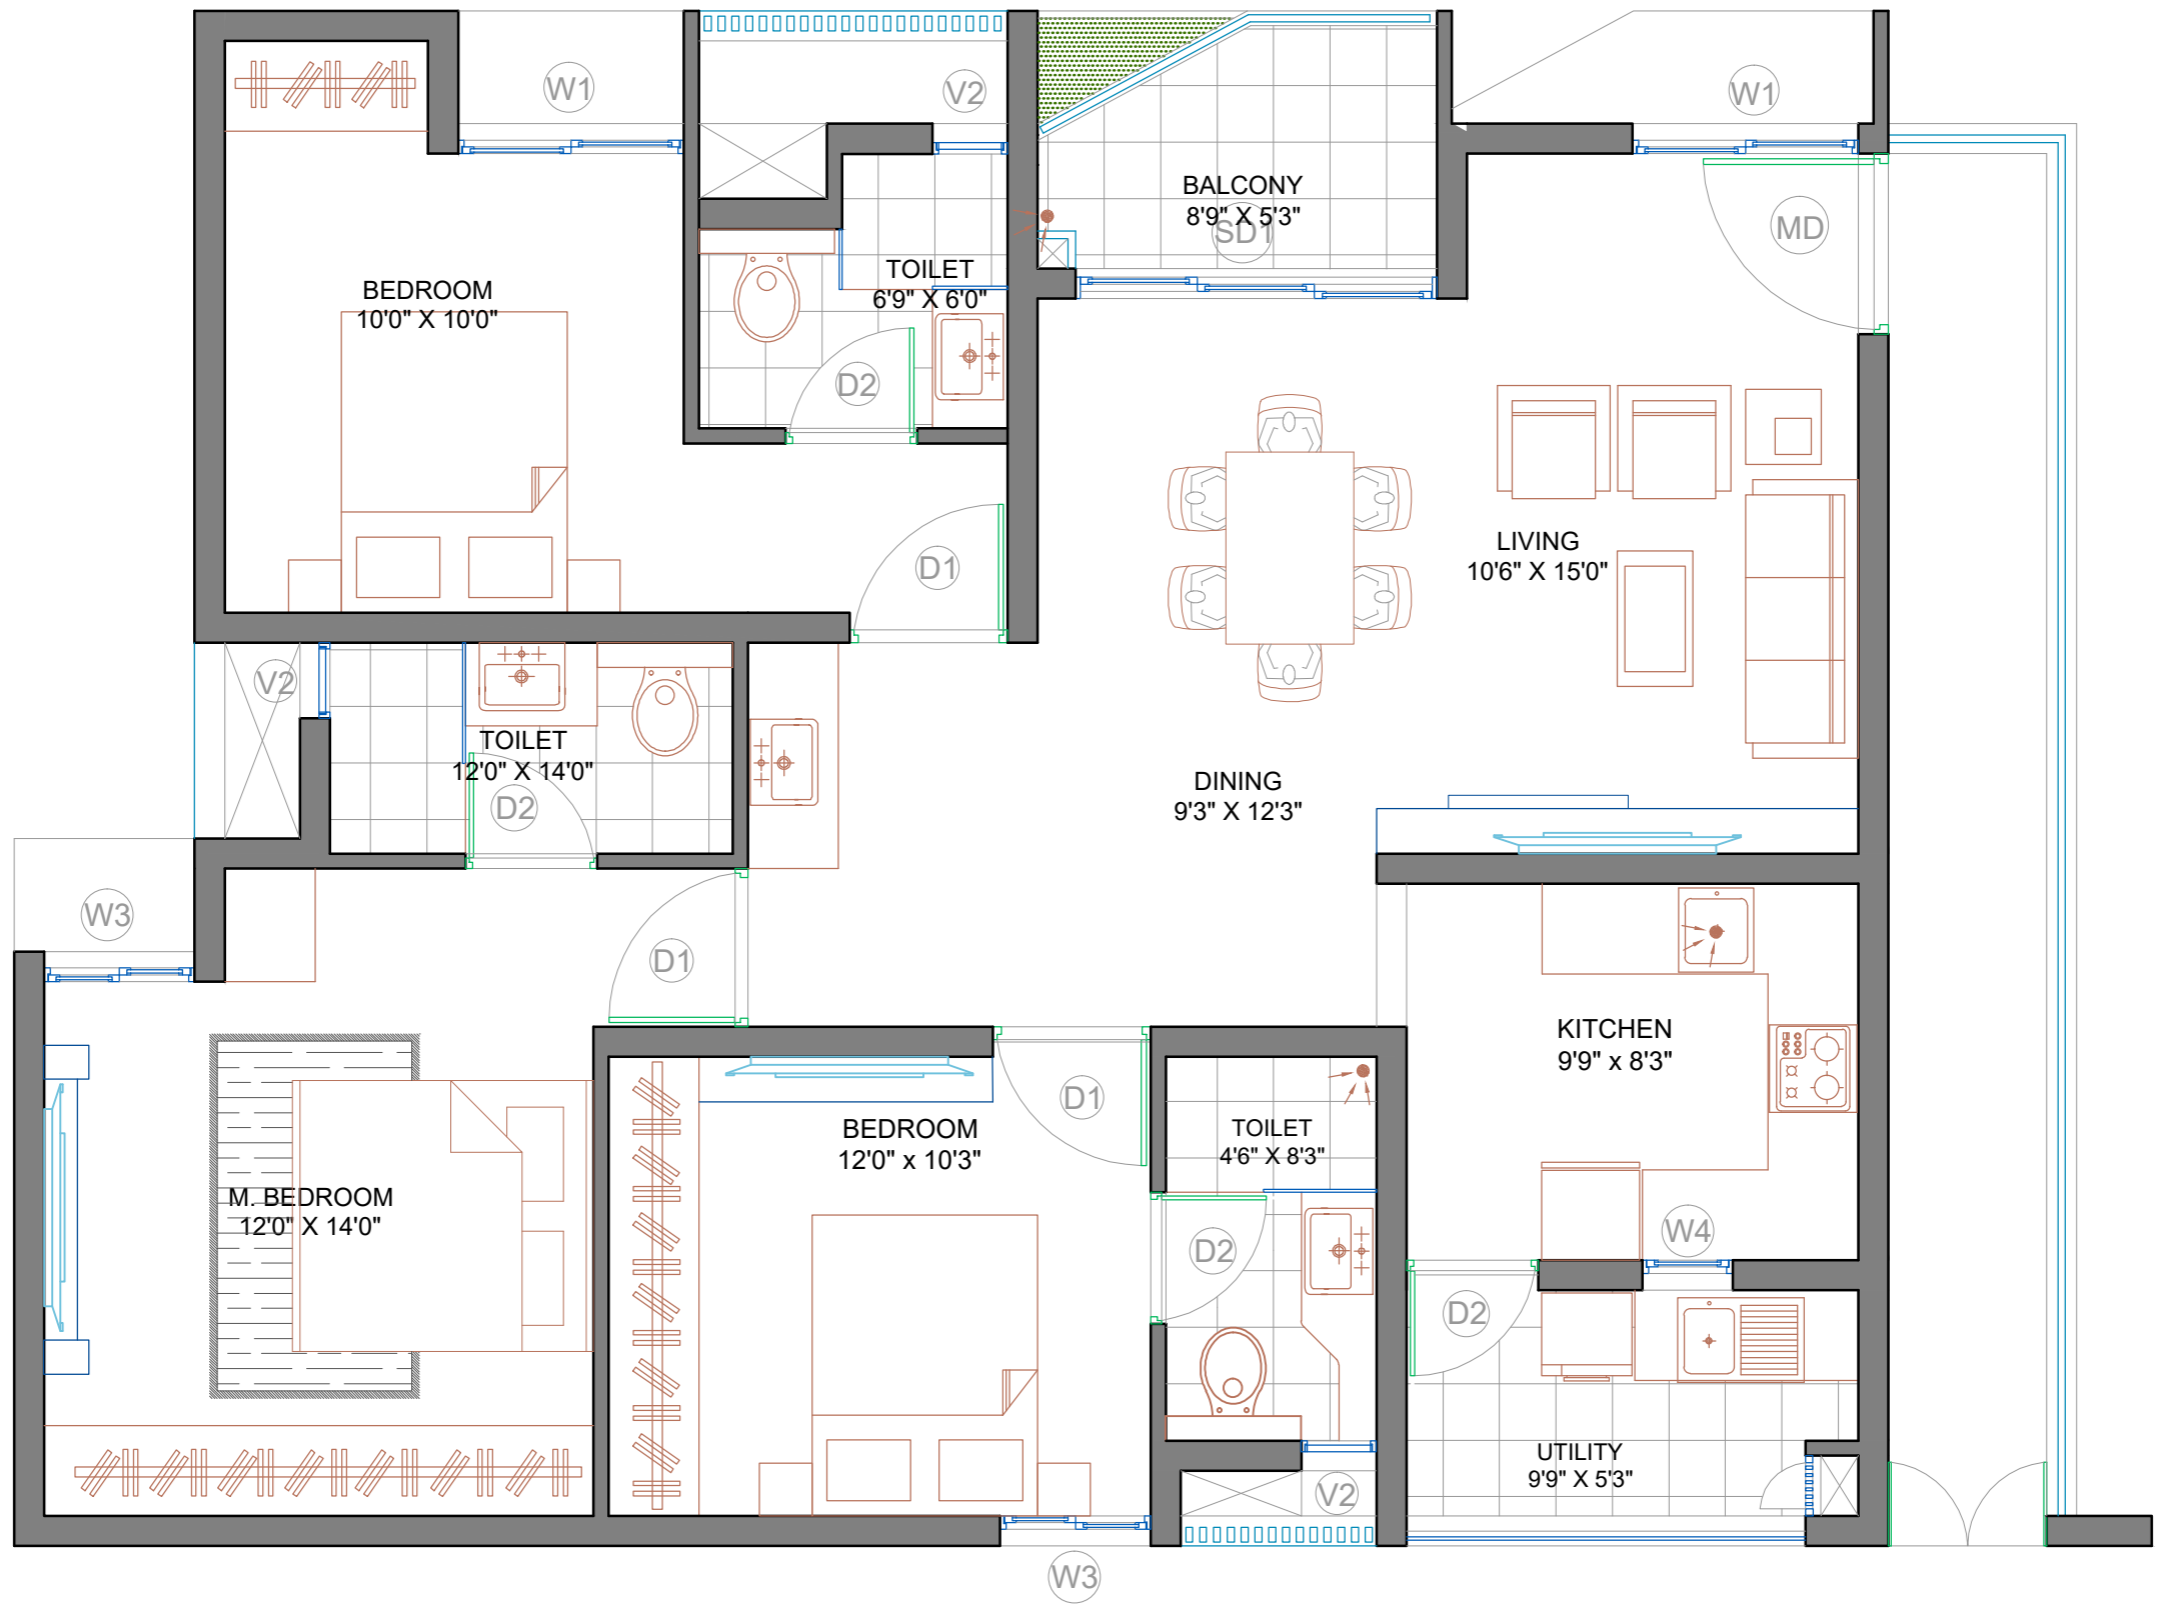 W1
V2
W1
BALCONY
8'9" X 5'3"
SD1
MD
BEDROOM
10'0" X 10'0"
TOILET
6'9" X 6'0"
D2
D1
LIVING
10'6" X 15'0"
V2
TOILET
12'0" X 14'0"
D2
DINING
9'3" X 12'3"
W3
D1
KITCHEN
9'9" x 8'3"
D1
BEDROOM
12'0" x 10'3"
TOILET
4'6" X 8'3"
M. BEDROOM
12'0" X 14'0"
D2
W4
D2
UTILITY
9'9" X 5'3"
V2
W3